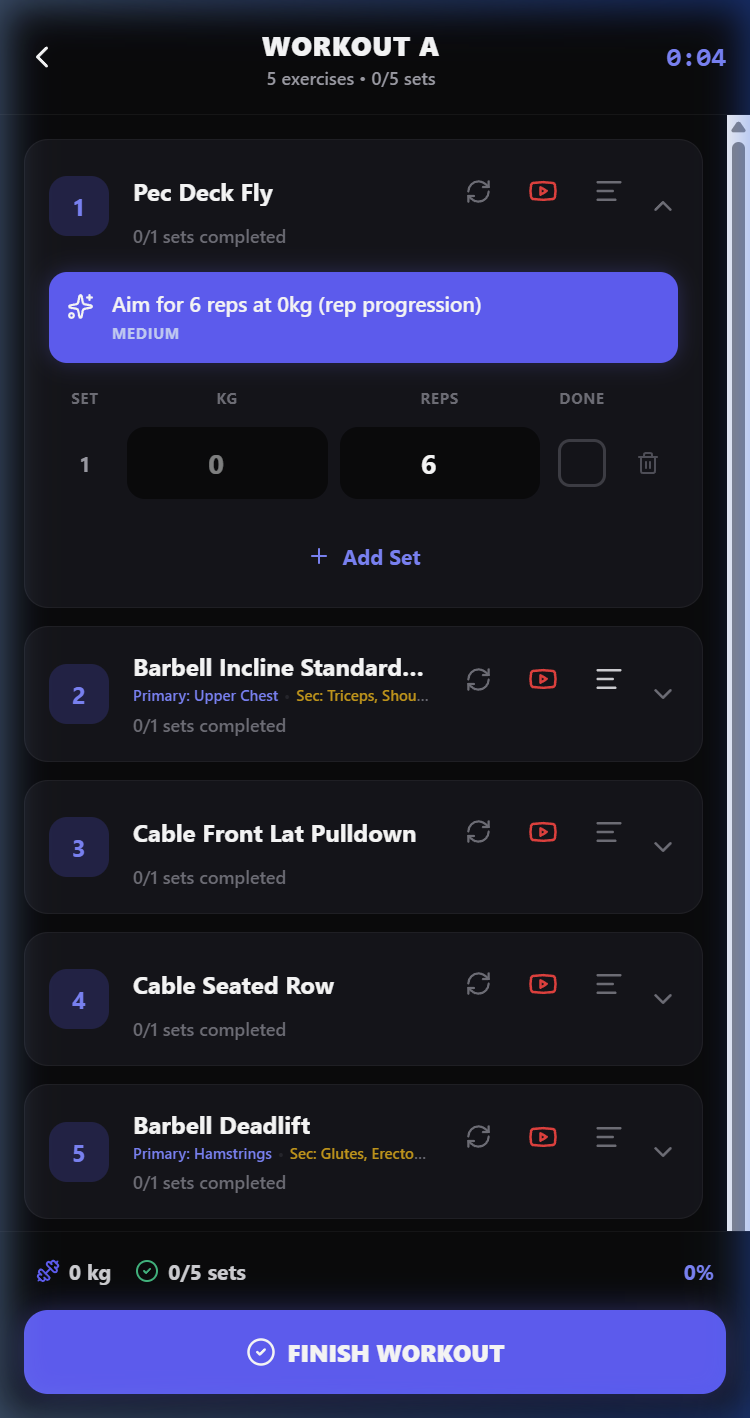 WORKOUT A
5 exercises • 0/5 sets
0:04
1
Pec Deck Fly
0/1 sets completed
Aim for 6 reps at 0kg (rep progression)
MEDIUM
SET KG REPS DONE
1 0 6
+ Add Set
2
Barbell Incline Standard...
Primary: Upper Chest • Sec: Triceps, Shou...
0/1 sets completed
3
Cable Front Lat Pulldown
0/1 sets completed
4
Cable Seated Row
0/1 sets completed
5
Barbell Deadlift
Primary: Hamstrings • Sec: Glutes, Erecto...
0/1 sets completed
0 kg 0/5 sets 0%
FINISH WORKOUT